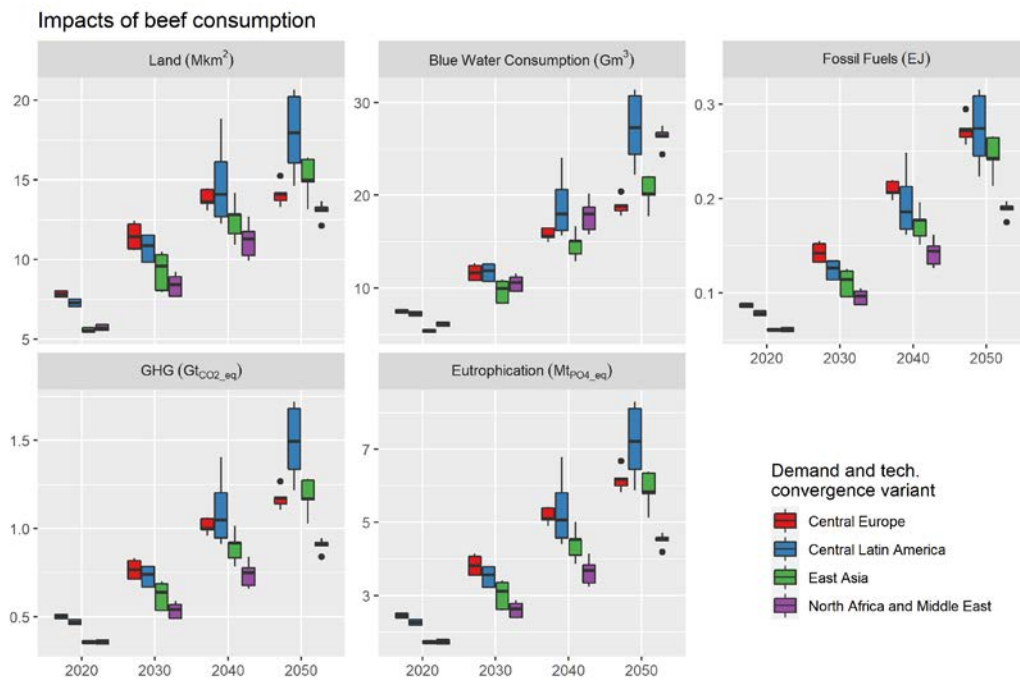 Impacts of beef consumption
Land (Mkm²)
Blue Water Consumption (Gm³)
Fossil Fuels (EJ)
20
15
10
5
30
20
10
0.3
0.2
0.1
2020 2030 2040 2050
GHG (Gt_CO2_eq)
Eutrophication (Mt_PO4_eq)
1.5
1.0
0.5
7
5
3
2020 2030 2040 2050
2020 2030 2040 2050
Demand and tech.
convergence variant
Central Europe
Central Latin America
East Asia
North Africa and Middle East